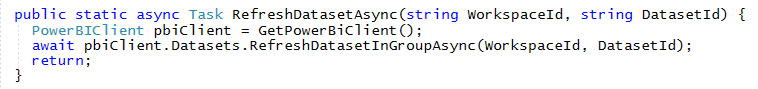 public static async Task RefreshDatasetAsync(string WorkspaceId, string DatasetId) {
PowerBIClient pbiClient = GetPowerBiClient();
await pbiClient.Datasets.RefreshDatasetInGroupAsync(WorkspaceId, DatasetId);
return;
}